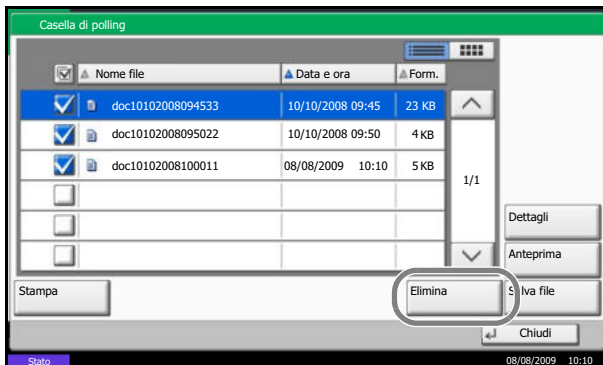 Casella di polling
Nome file Data e ora Form.
doc10102008094533 10/10/2008 09:45 23 KB
doc10102008095022 10/10/2008 09:50 4 KB
doc10102008100011 08/08/2009 10:10 5 KB
1/1
Dettagli
Anteprima
Stampa Elimina Salva file
Chiudi
Stato 08/08/2009 10:10